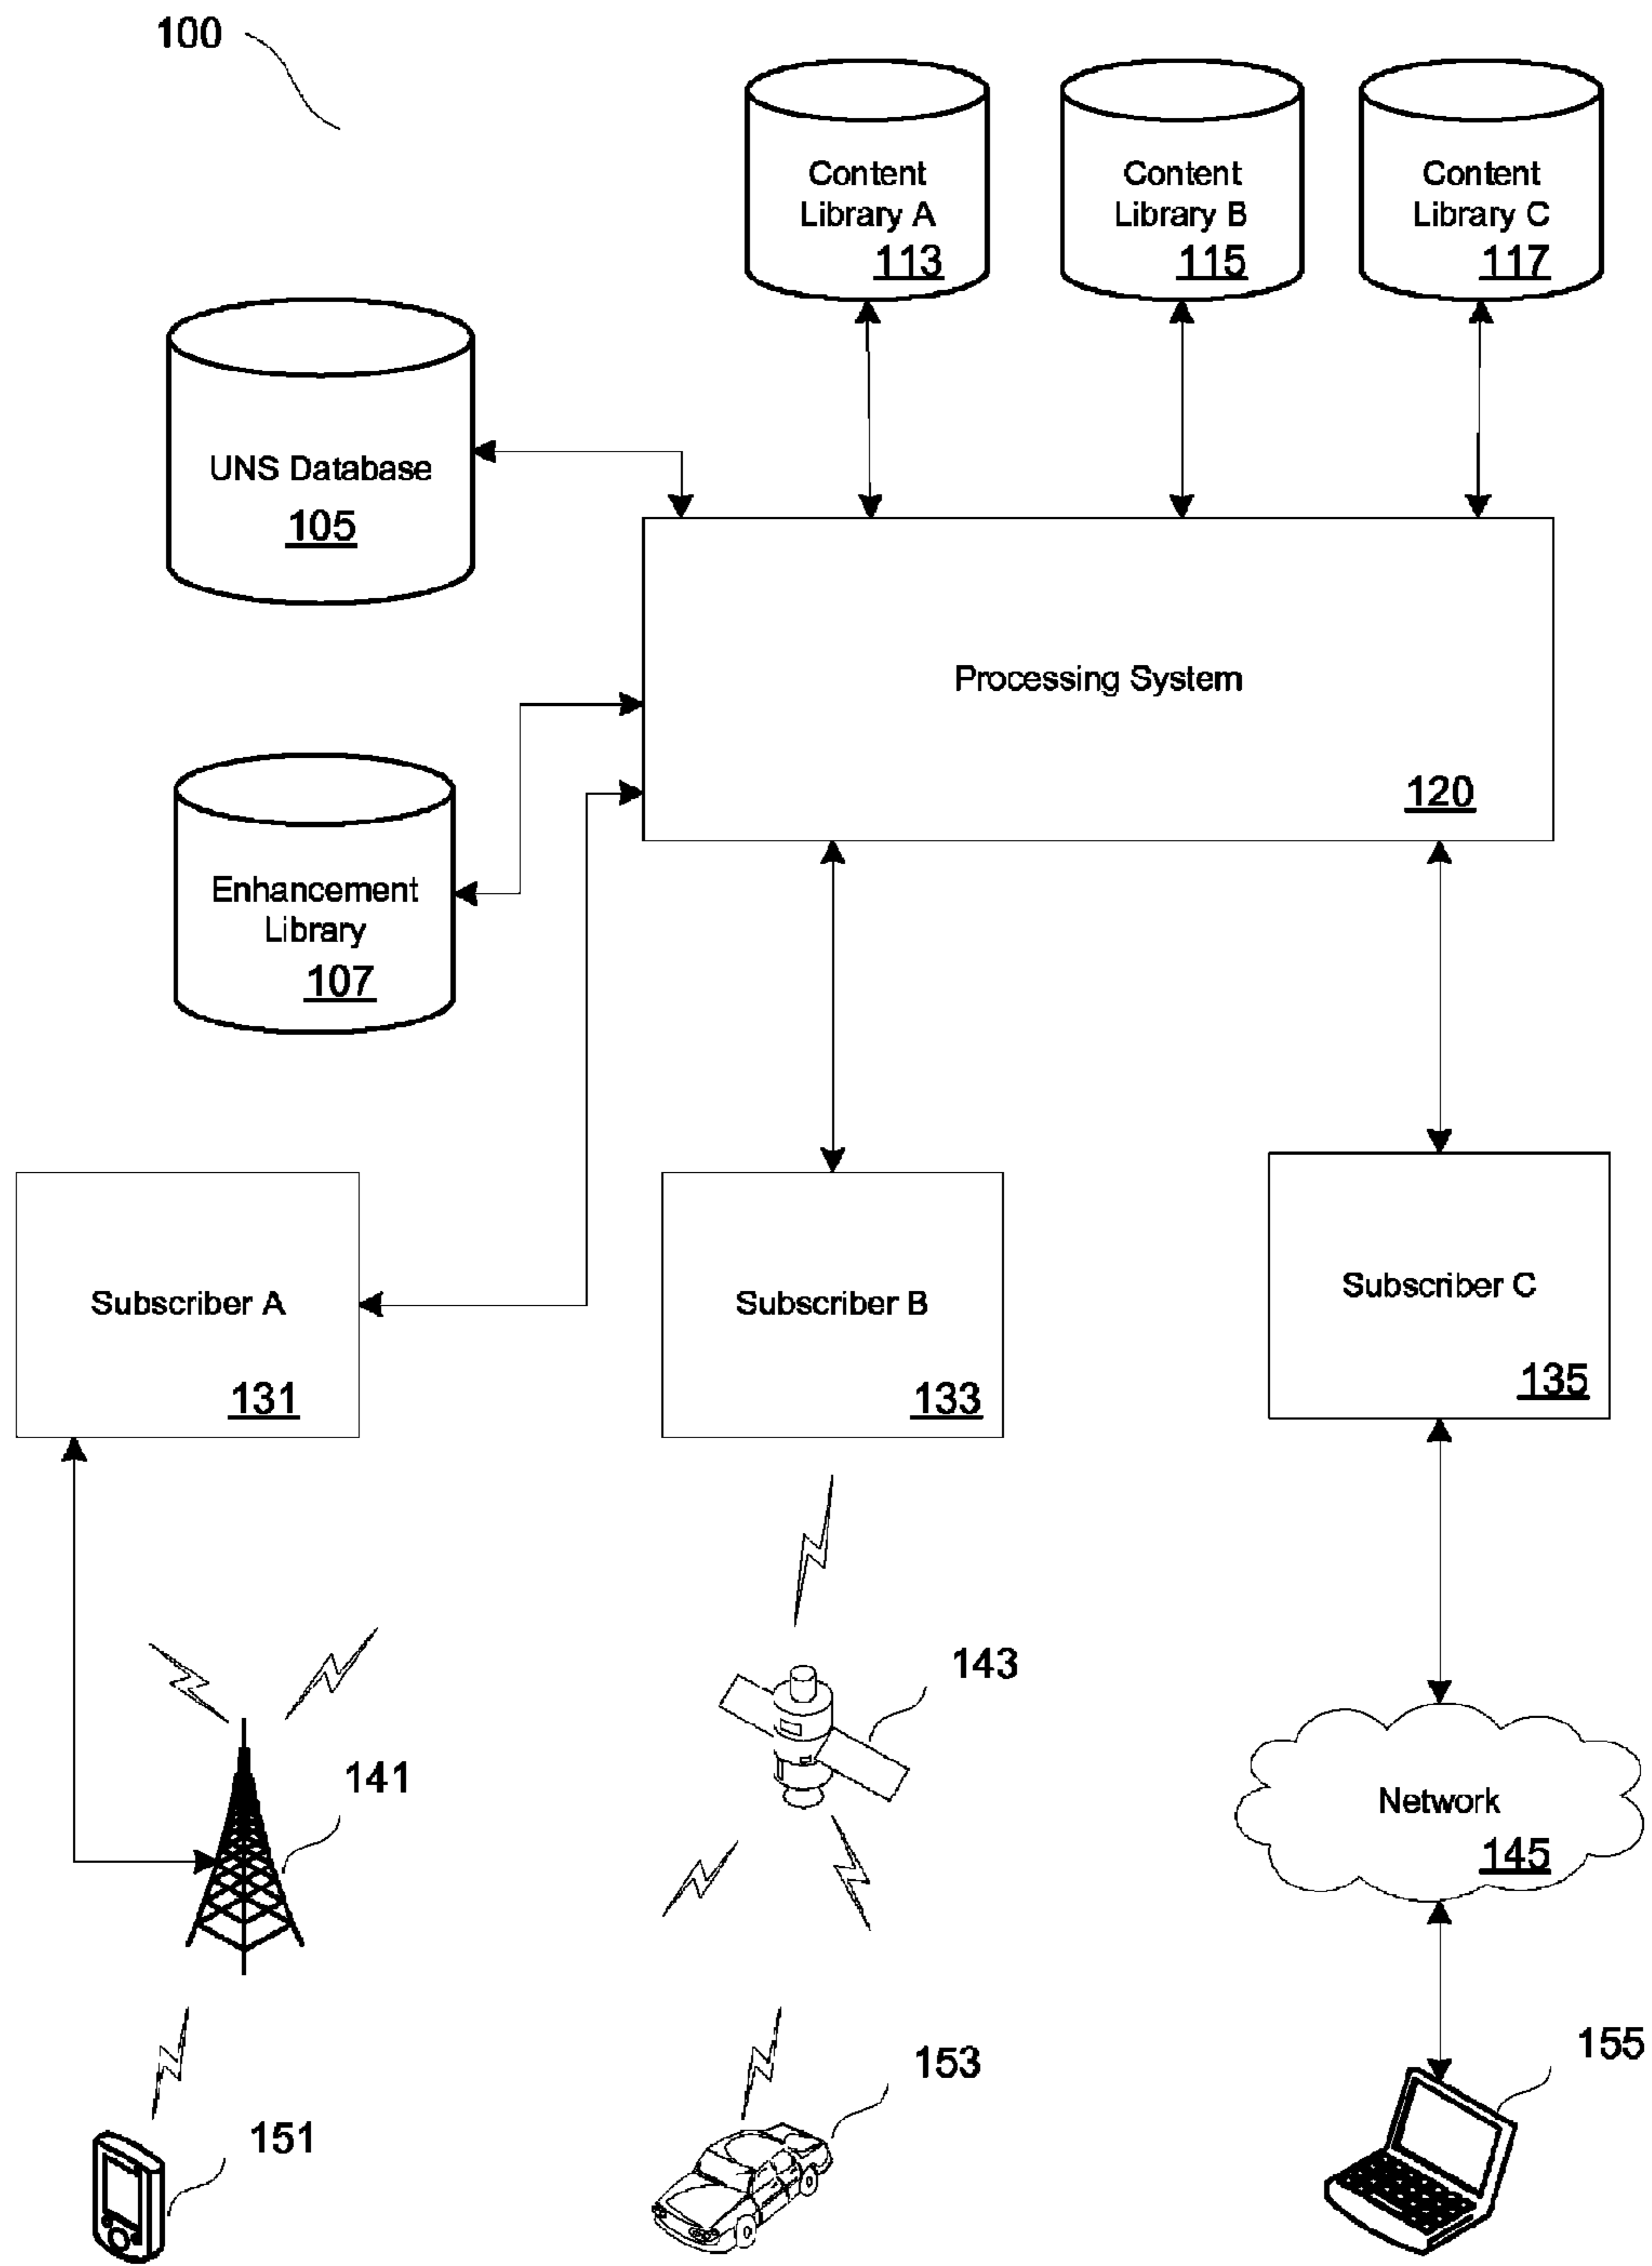 100
Content
Library A
113
Content
Library B
115
Content
Library C
117
UNS Database
105
Processing System
120
Enhancement
Library
107
Subscriber A
131
Subscriber B
133
Subscriber C
135
143
141
Network
145
155
153
151